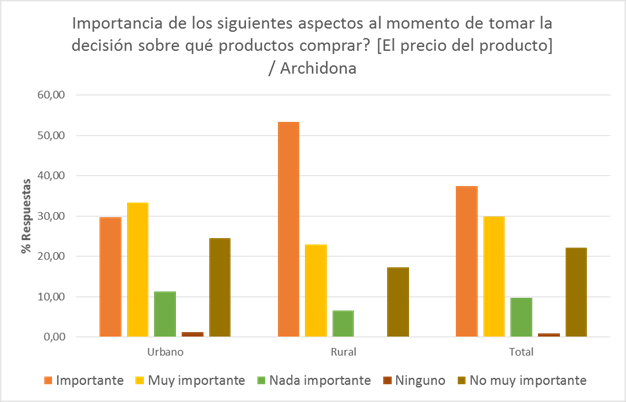 Importancia de los siguientes aspectos al momento de tomar la
decisión sobre qué productos comprar? [El precio del producto]
/ Archidona
60,00
50,00
40,00
30,00
20,00
10,00
0,00
% Respuestas
Urbano Rural Total
Importante Muy importante Nada importante Ninguno No muy importante